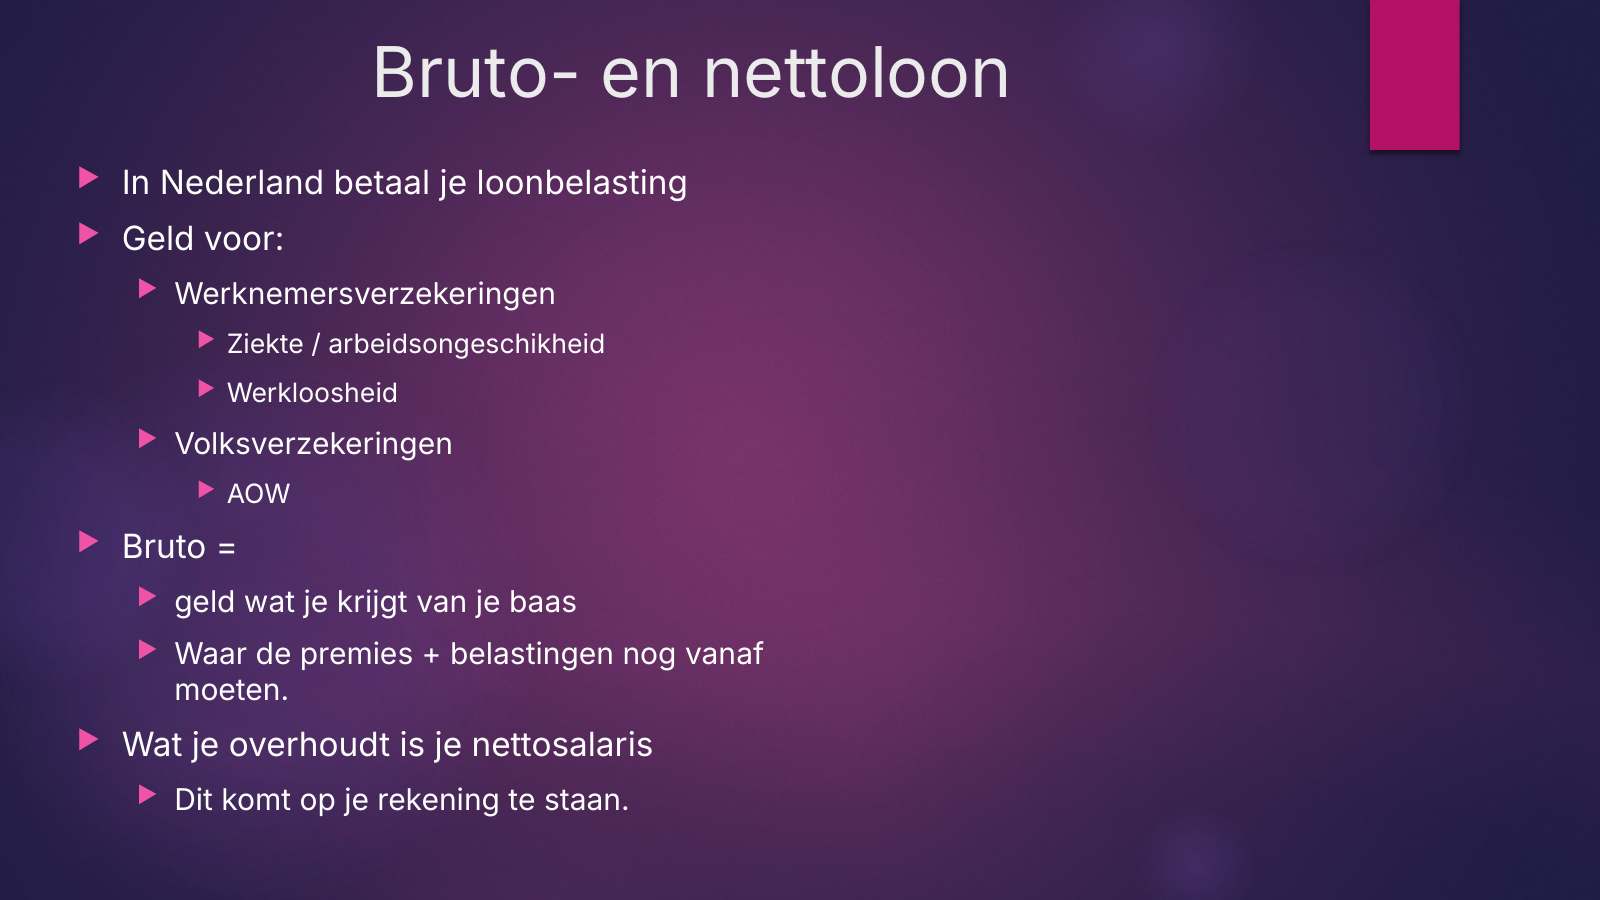 Bruto- en nettoloon
In Nederland betaal je loonbelasting
Geld voor:
Werknemersverzekeringen
Ziekte / arbeidsongeschikheid
Werkloosheid
Volksverzekeringen
AOW
Bruto =
geld wat je krijgt van je baas
Waar de premies + belastingen nog vanaf
moeten.
Wat je overhoudt is je nettosalaris
Dit komt op je rekening te staan.